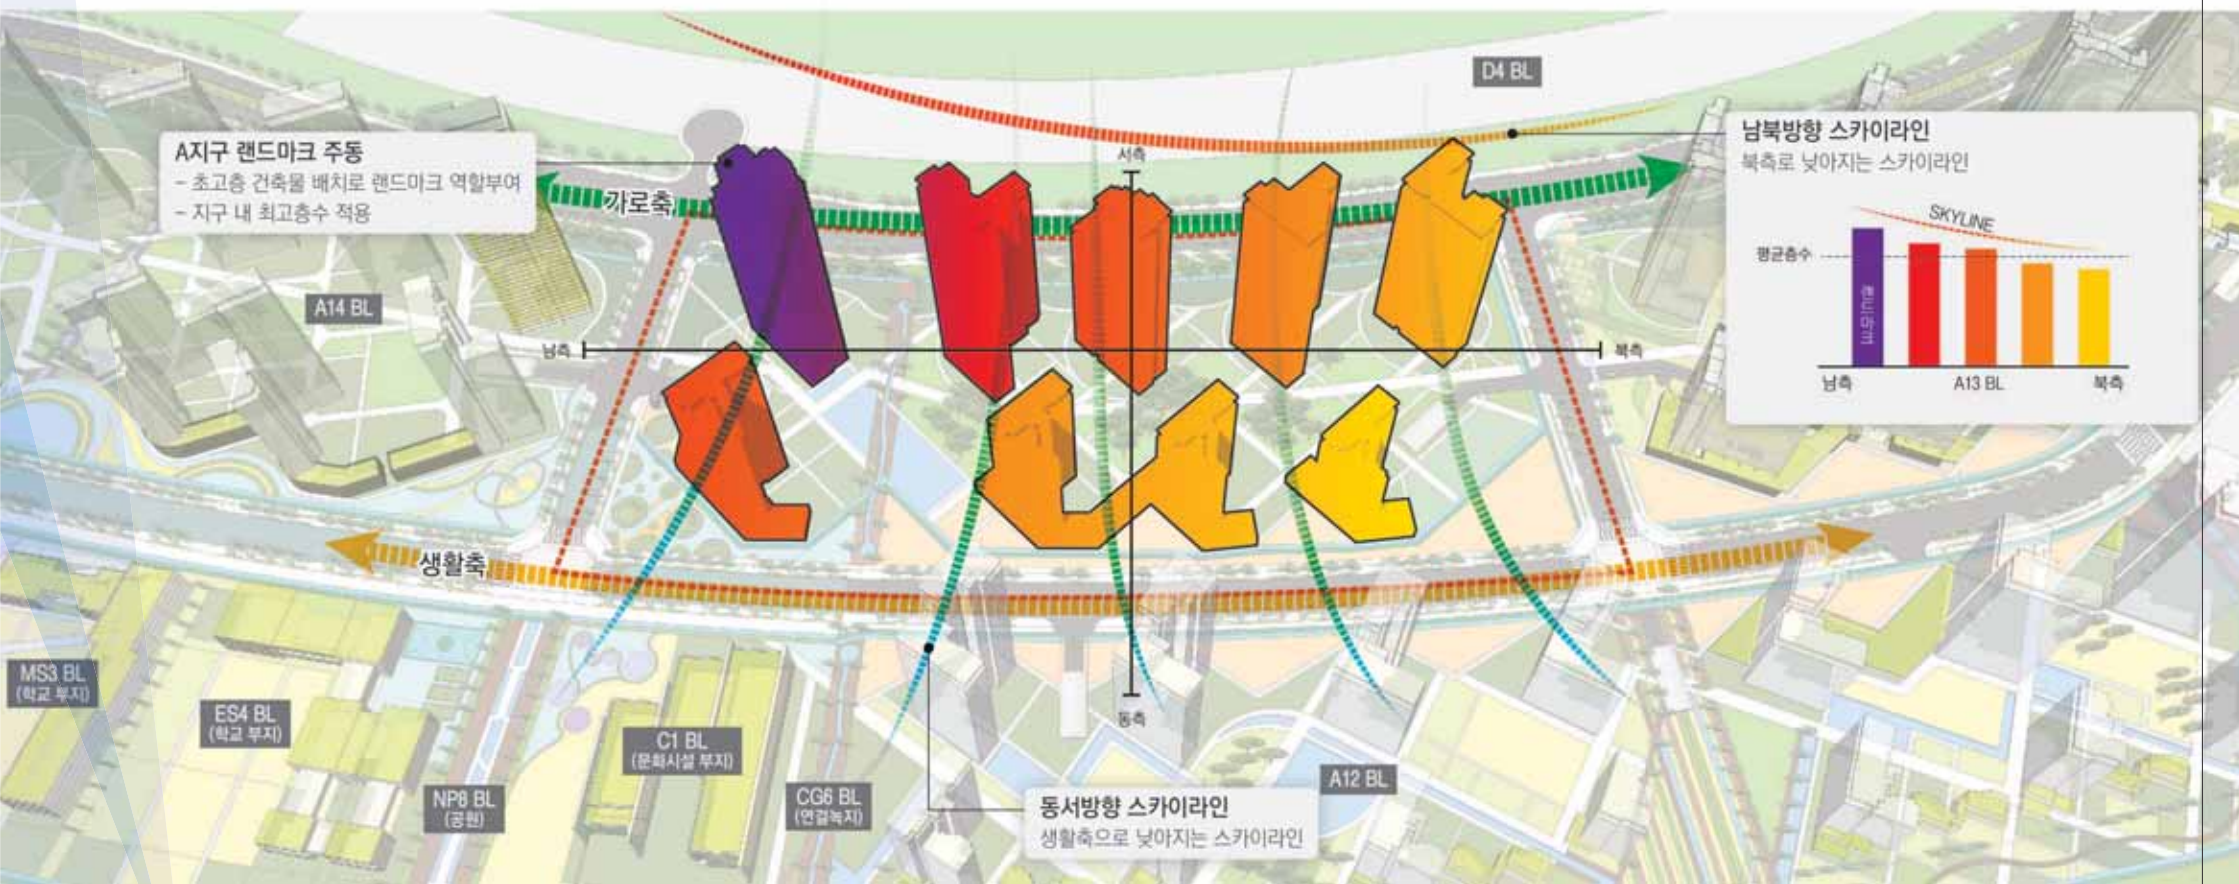 D4 BL
A지구 랜드마크 주동
- 초고층 건축물 배치로 랜드마크 역할부여
- 지구 내 최고층수 적용
남북방향 스카이라인
북측로 낮아지는 스카이라인
SKYLINE
평균층수
랜드마크
남측
A13 BL
북측
서측
가로축
A14 BL
남측
북측
생활축
MS3 BL
(학교 부지)
ES4 BL
(학교 부지)
NP8 BL
(공원)
C1 BL
(문화시설 부지)
CG6 BL
(연결녹지)
동측
A12 BL
동서방향 스카이라인
생활축으로 낮아지는 스카이라인